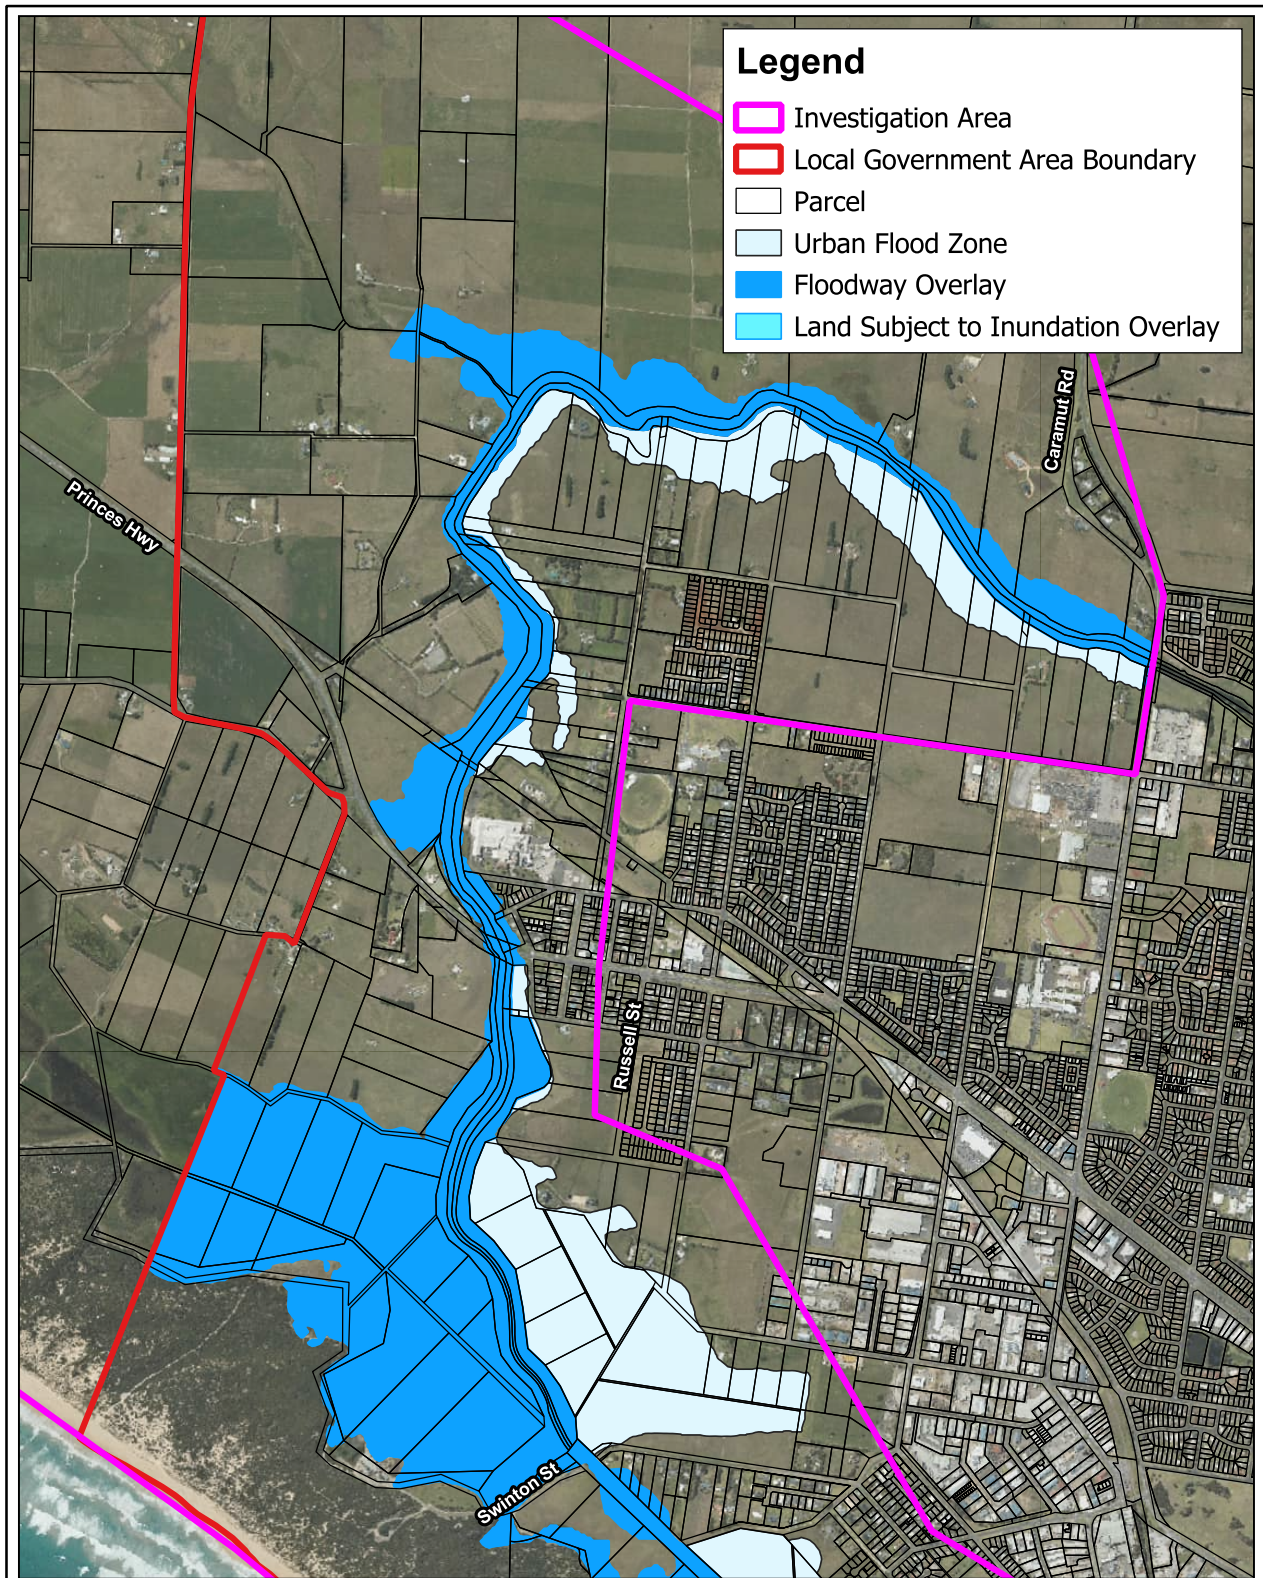 Legend
Investigation Area
Local Government Area Boundary
Parcel
Urban Flood Zone
Floodway Overlay
Land Subject to Inundation Overlay
Caramut Rd
Princes Hwy
Russell St
Swinton St